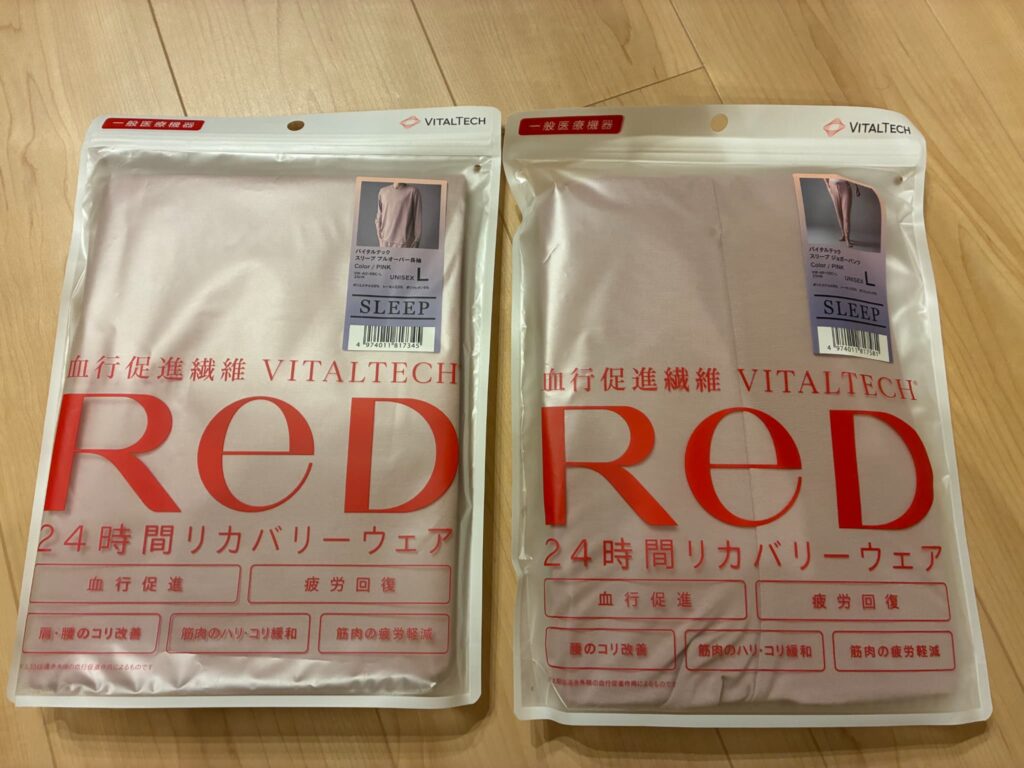 一般医療機器
VITALTECH
バイタルテック
スリープ プルオーバー長袖
Color / PINK
UNISEX L
SLEEP
4 974011 817345
血行促進繊維 VITALTECH
ReD
24時間リカバリーウェア
血行促進
疲労回復
肩・腰のコリ改善
筋肉のハリ・コリ緩和
筋肉の疲労軽減
一般医療機器
VITALTECH
バイタルテック
スリープ ジョガーパンツ
Color / PINK
UNISEX L
SLEEP
4 974011 817581
血行促進繊維 VITALTECH®
ReD
24時間リカバリーウェア
血行促進
疲労回復
腰のコリ改善
筋肉のハリ・コリ緩和
筋肉の疲労軽減